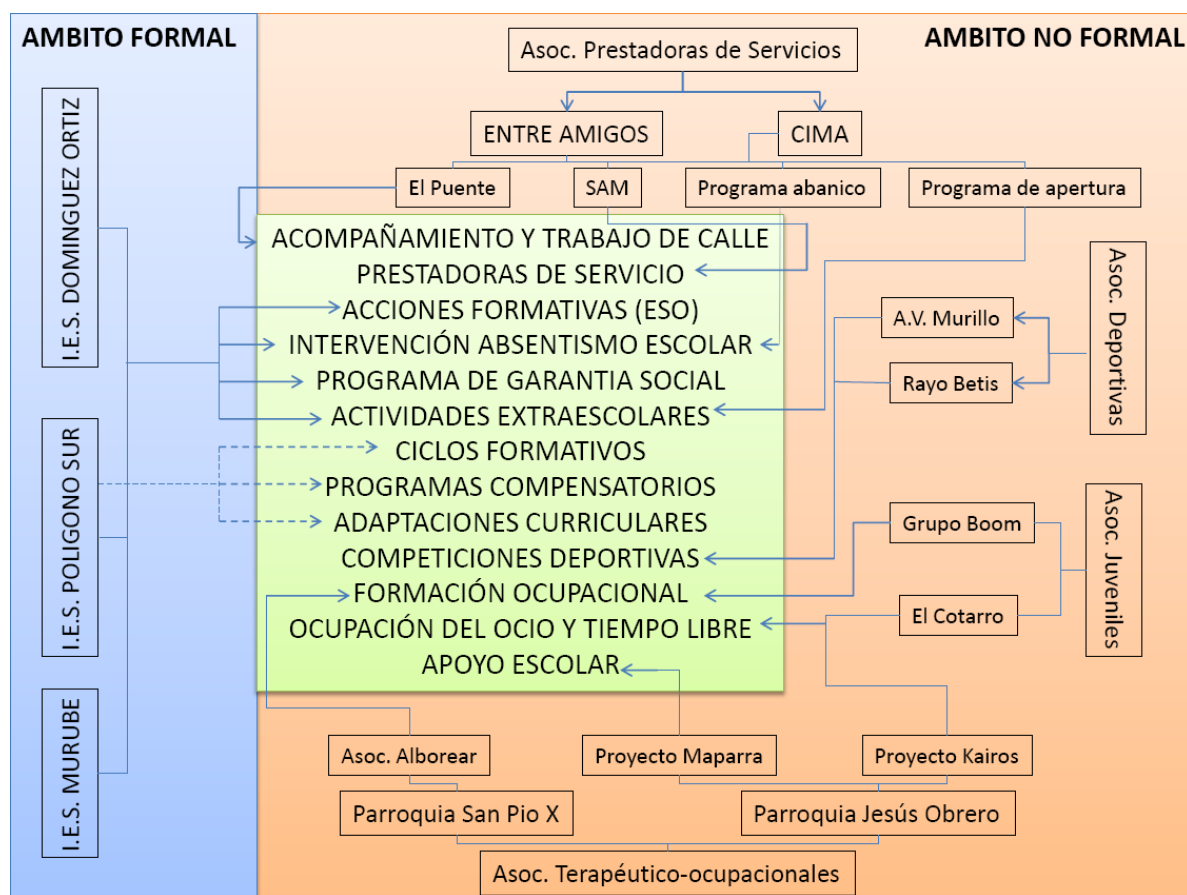 AMBITO FORMAL
AMBITO NO FORMAL
Asoc. Prestadoras de Servicios
ENTRE AMIGOS
CIMA
El Puente
SAM
Programa abanico
Programa de apertura
I.E.S. DOMINGUEZ ORTIZ
I.E.S. POLIGONO SUR
I.E.S. MURUBE
ACOMPAÑAMIENTO Y TRABAJO DE CALLE
PRESTADORAS DE SERVICIO
ACCIONES FORMATIVAS (ESO)
INTERVENCIÓN ABSENTISMO ESCOLAR
PROGRAMA DE GARANTIA SOCIAL
ACTIVIDADES EXTRAESCOLARES
CICLOS FORMATIVOS
PROGRAMAS COMPENSATORIOS
ADAPTACIONES CURRICULARES
COMPETICIONES DEPORTIVAS
FORMACIÓN OCUPACIONAL
OCUPACIÓN DEL OCIO Y TIEMPO LIBRE
APOYO ESCOLAR
A.V. Murillo
Rayo Betis
Asoc. Deportivas
Grupo Boom
El Cotarro
Asoc. Juveniles
Asoc. Alborear
Proyecto Maparra
Proyecto Kairos
Parroquia San Pio X
Parroquia Jesús Obrero
Asoc. Terapéutico-ocupacionales